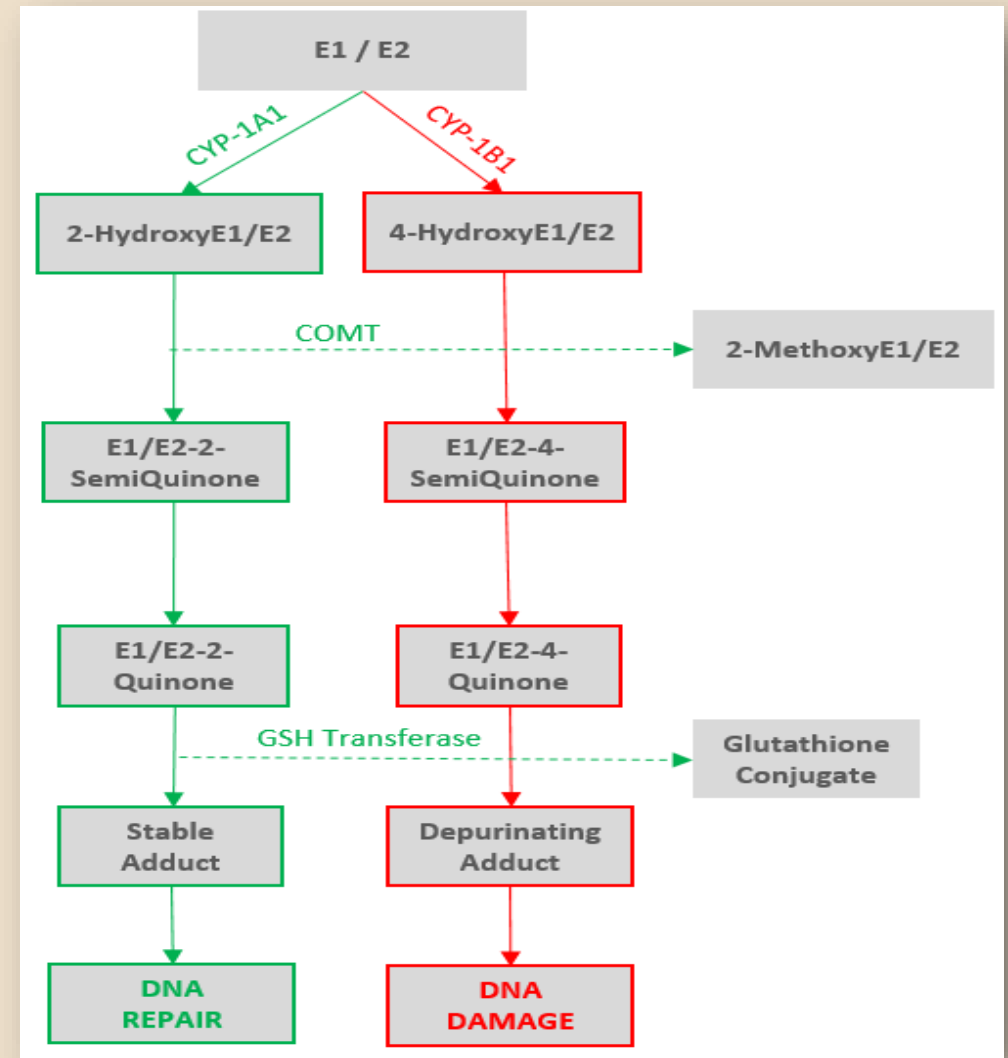 E1 / E2
CYP-1A1
CYP-1B1
2-HydroxyE1/E2
4-HydroxyE1/E2
COMT
2-MethoxyE1/E2
E1/E2-2-
SemiQuinone
E1/E2-4-
SemiQuinone
E1/E2-2-
Quinone
E1/E2-4-
Quinone
GSH Transferase
Glutathione
Conjugate
Stable
Adduct
Depurinating
Adduct
DNA
REPAIR
DNA
DAMAGE